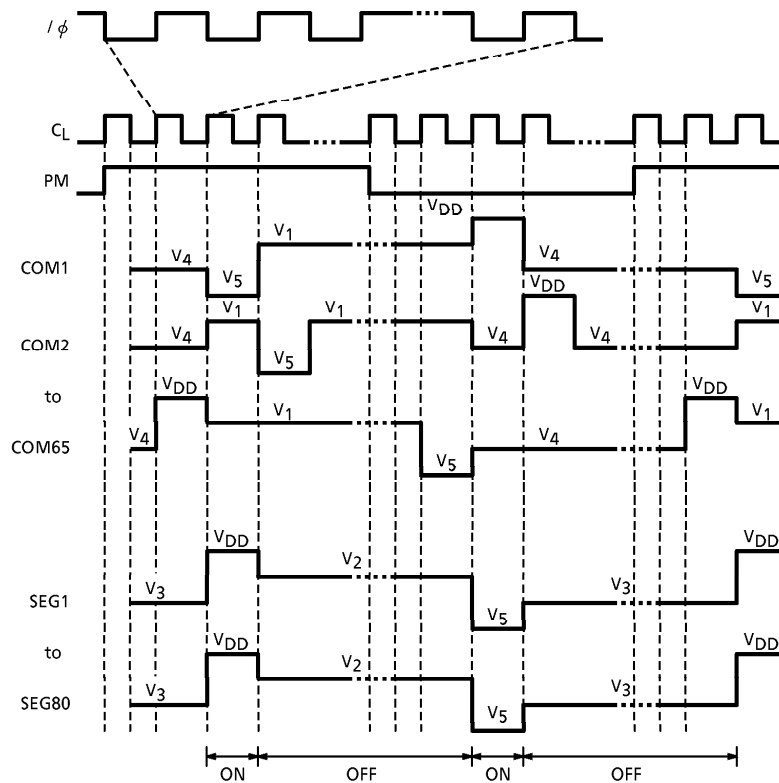 / φ
CL
PM
VDD
V1
V4 V4
COM1 V5 VDD V5
V1 V1 V1
COM2 V4 V4 V4
V5
to VDD VDD
V1 V1
V4 V4
COM65 V5
VDD VDD
V2
V3 V3
SEG1 V5
to VDD VDD
V2
V3 V3
SEG80 V5
ON OFF ON OFF